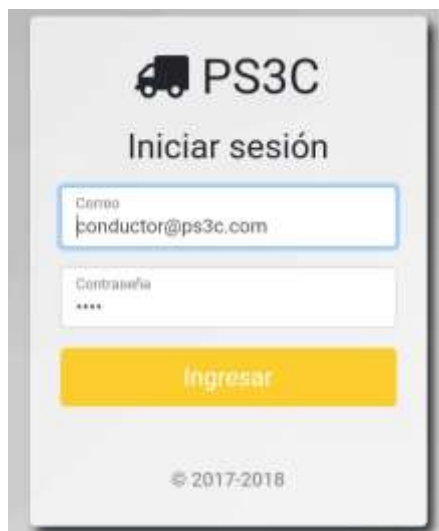 PS3C
Iniciar sesión
Correo
conductor@ps3c.com
Contraseña
••••
Ingresar
© 2017-2018